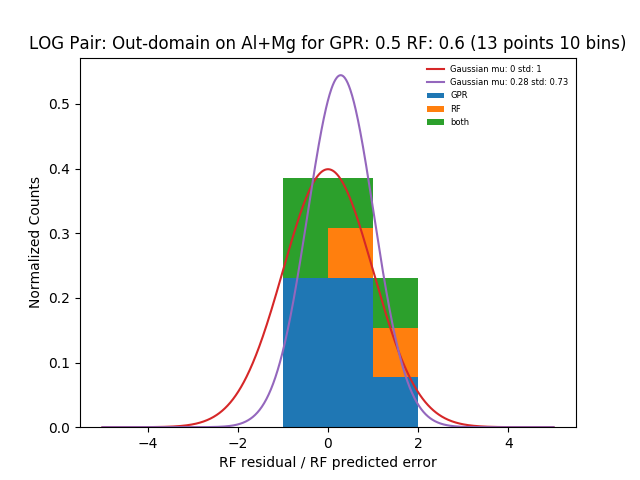 LOG Pair: Out-domain on Al+Mg for GPR: 0.5 RF: 0.6 (13 points 10 bins)
Gaussian mu: 0 std: 1
Gaussian mu: 0.28 std: 0.73
GPR
RF
both
Normalized Counts
0.5
0.4
0.3
0.2
0.1
0.0
−4 −2 0 2 4
RF residual / RF predicted error